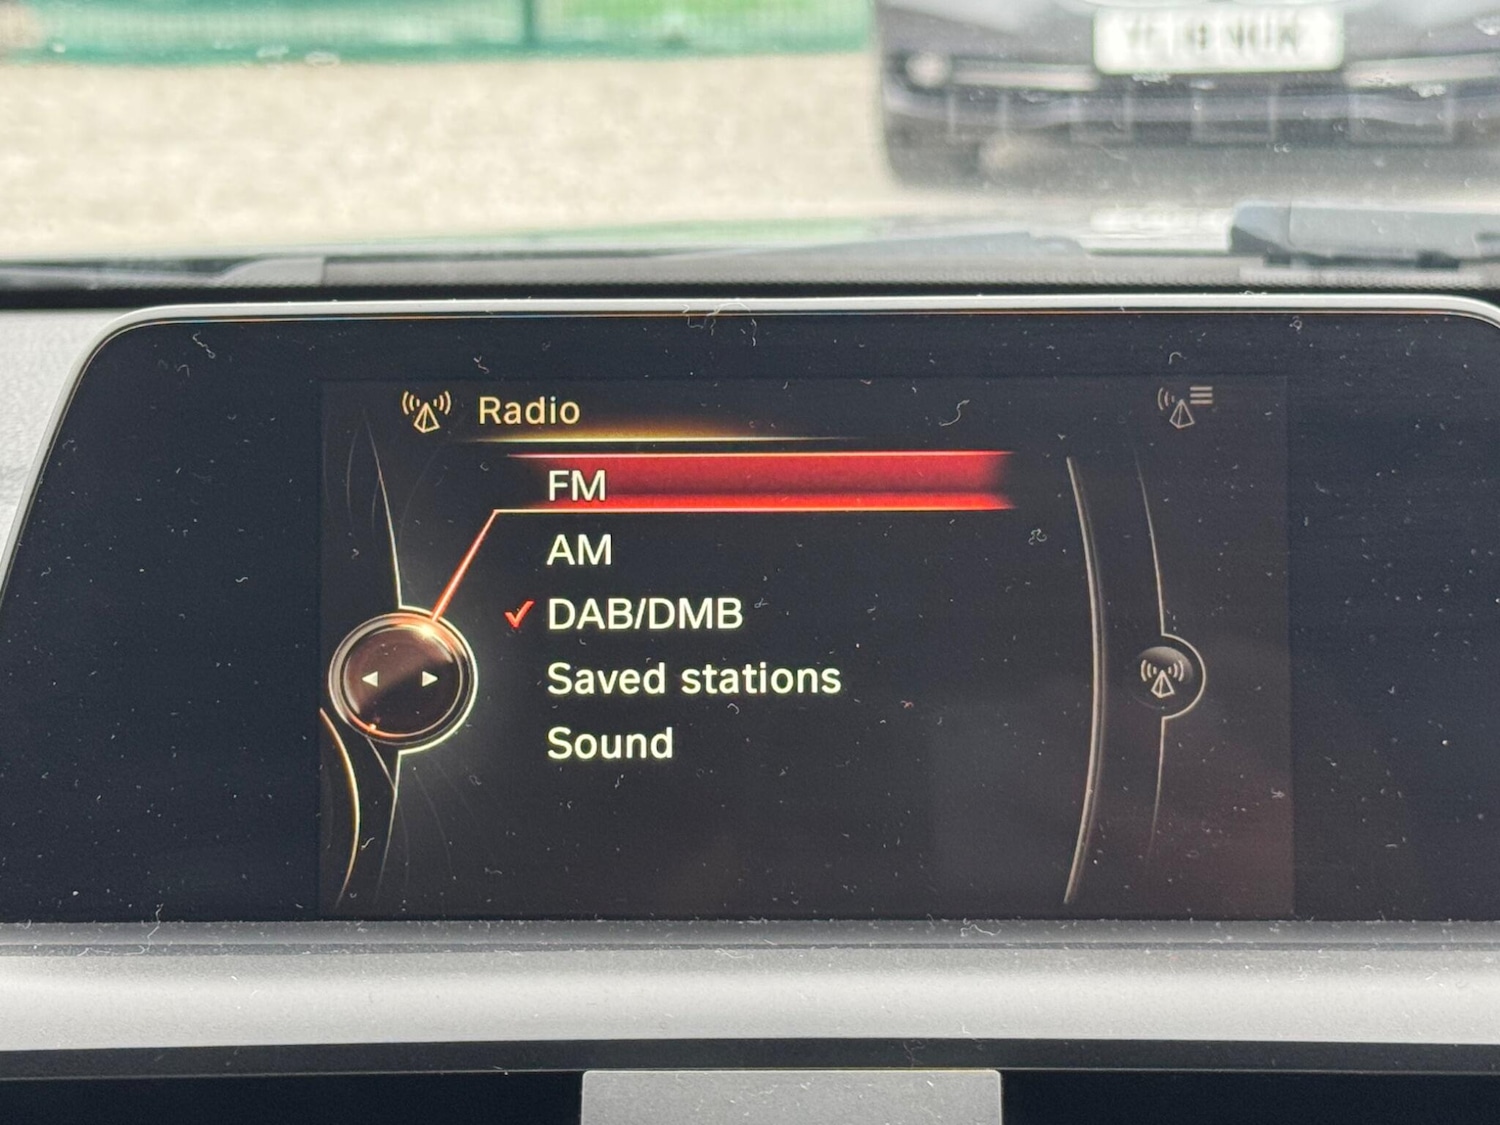 Radio
FM
AM
DAB/DMB
Saved stations
Sound